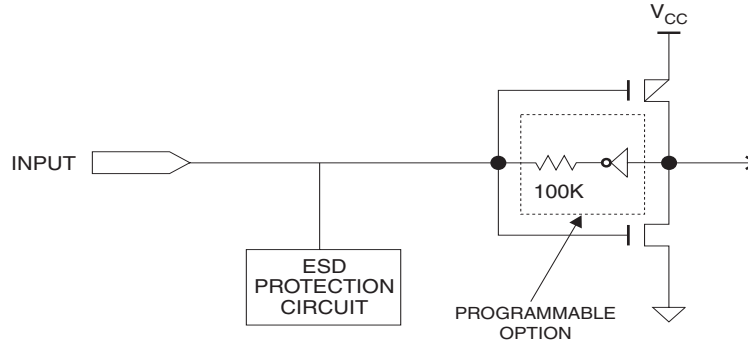 VCC
INPUT
100K
ESD
PROTECTION
CIRCUIT
PROGRAMMABLE
OPTION